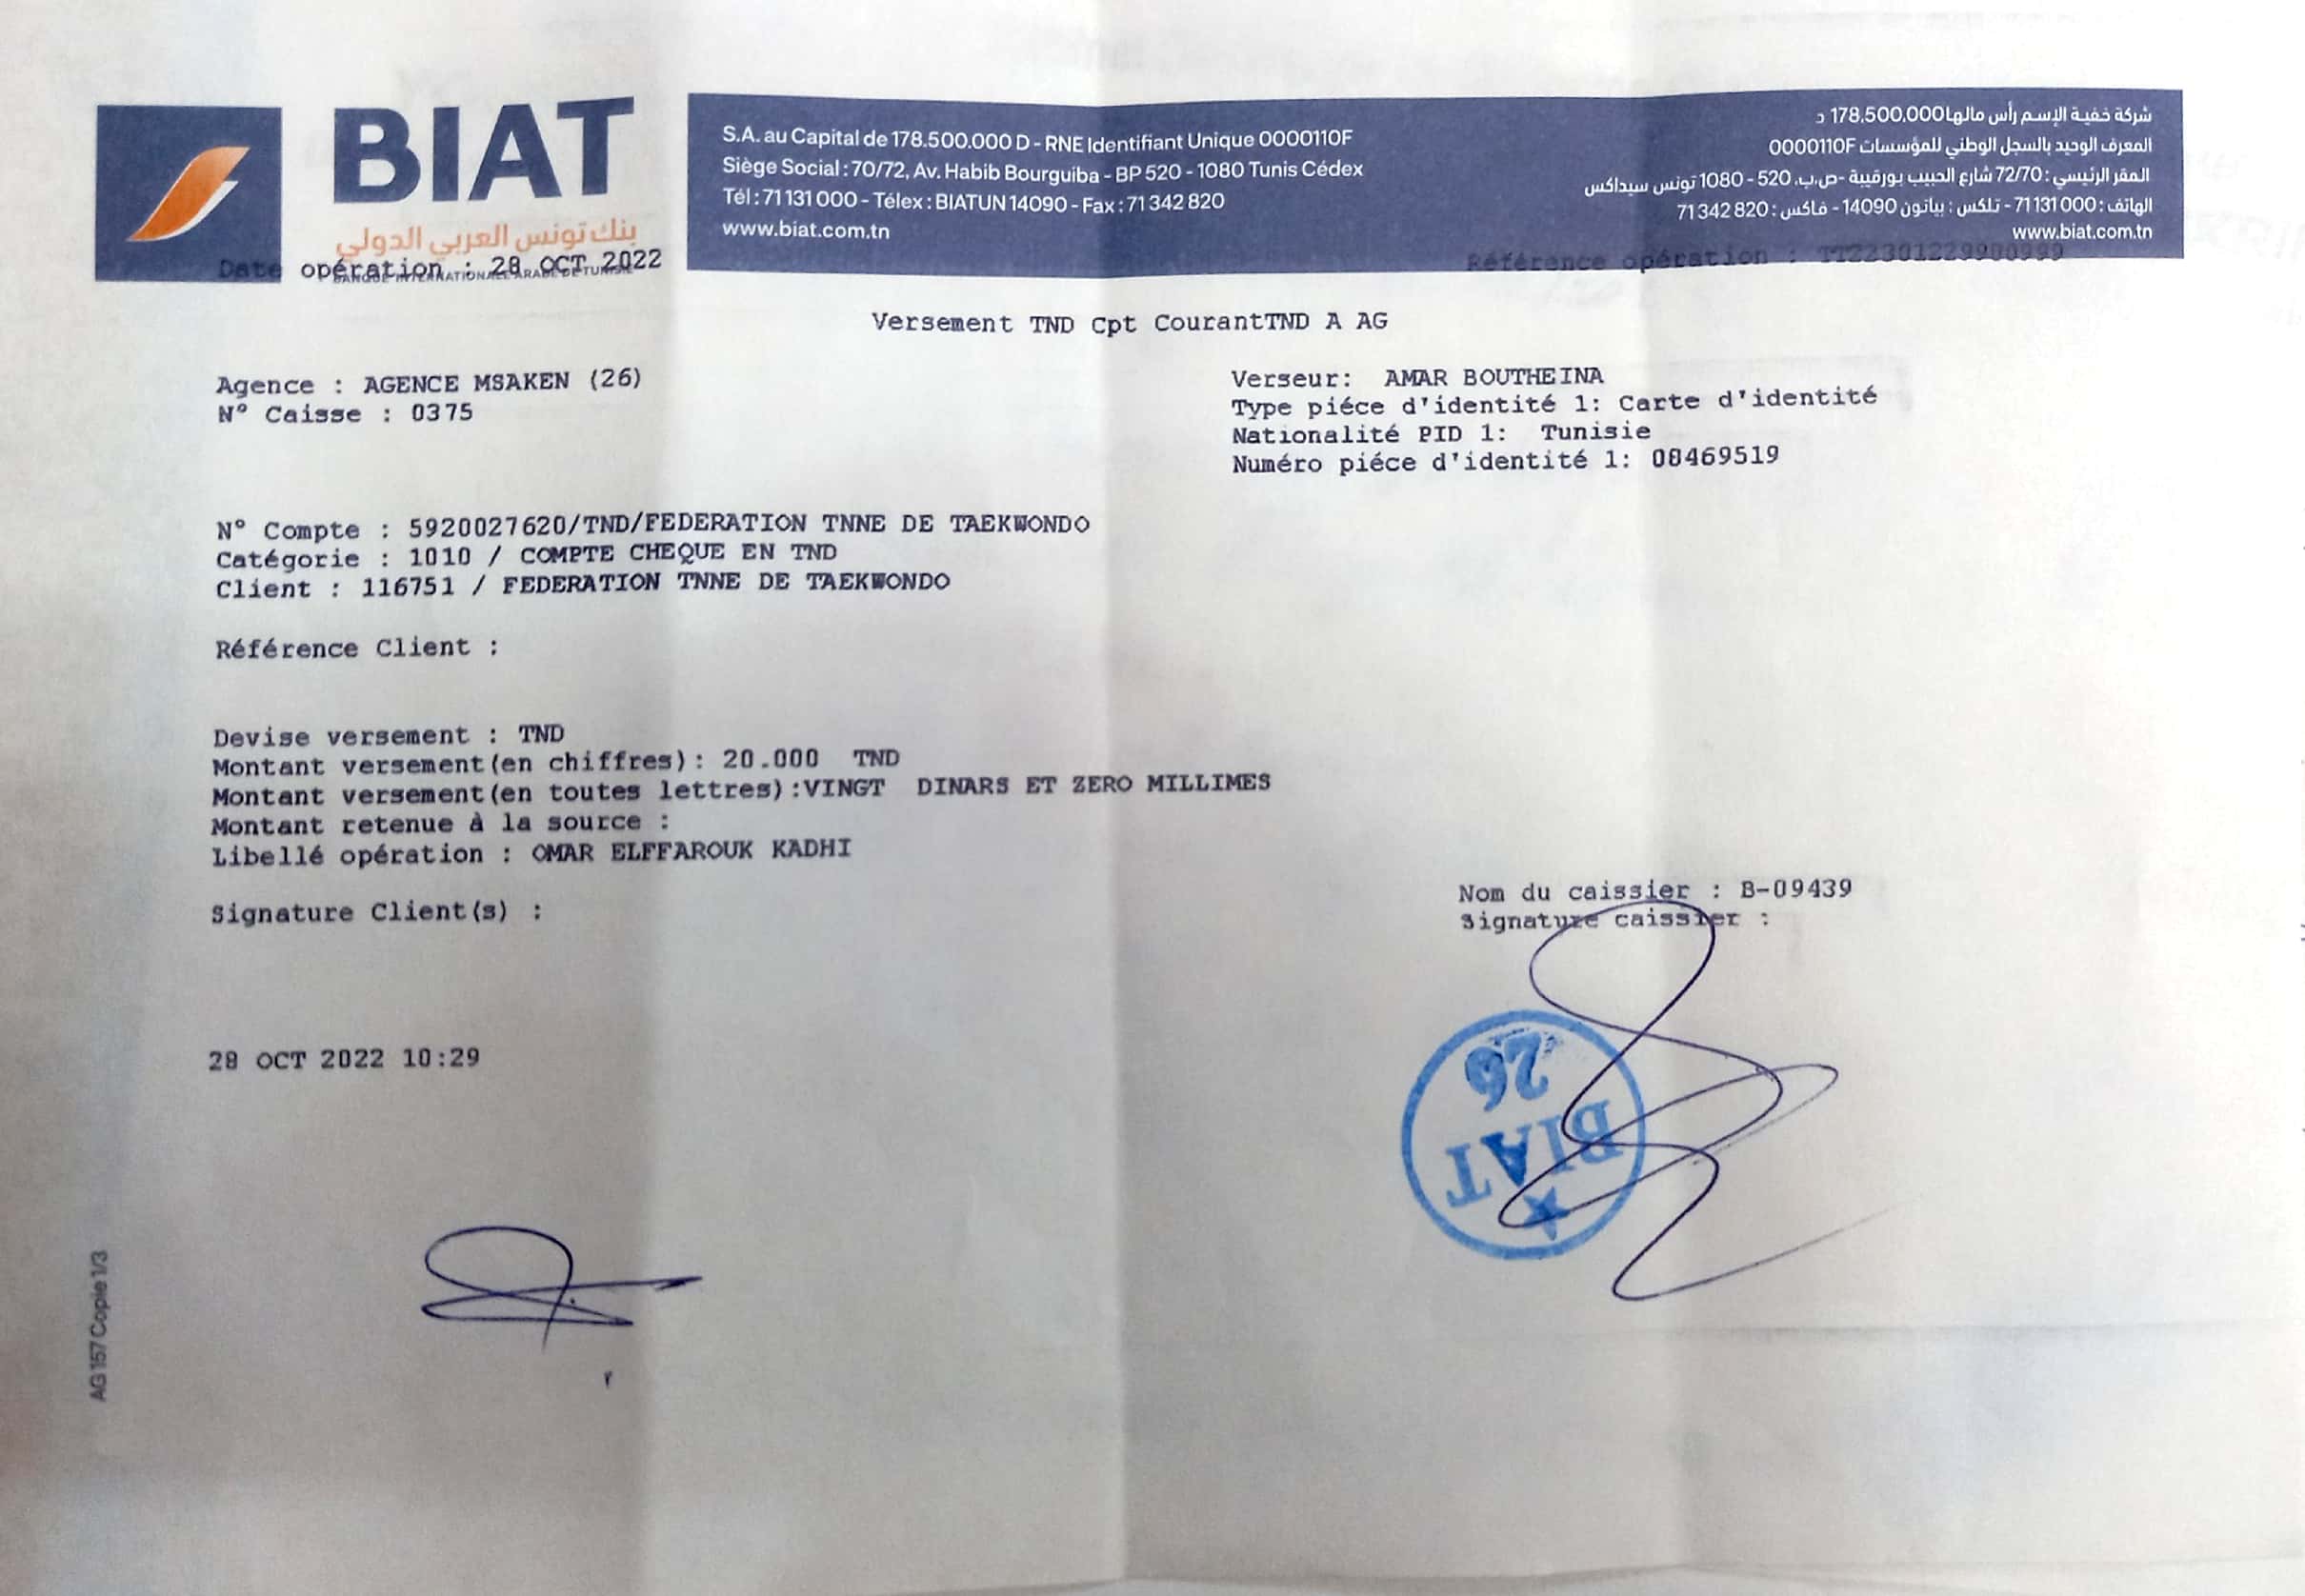 BIAT
بنك تونس العربي الدولي
BANQUE INTERNATIONALE ARABE DE TUNISIE
S.A. au Capital de 178.500.000 D - RNE Identifiant Unique 0000110F
Siège Social : 70/72, Av. Habib Bourguiba - BP 520 - 1080 Tunis Cédex
Tél : 71 131 000 - Télex : BIATUN 14090 - Fax : 71 342 820
www.biat.com.tn
شركة خفية الإسم رأس مالها 178.500.000 د
المعرف الوحيد بالسجل الوطني للمؤسسات 0000110F
المقر الرئيسي : 72/70 شارع الحبيب بورقيبة -ص.ب. 520 - 1080 تونس سيداكس
الهاتف : 71 131 000 - تلكس : بياتون 14090 - فاكس : 71 342 820
www.biat.com.tn
Date opération : 28 OCT 2022
Référence opération : TT22301229900999
Versement TND Cpt CourantTND A AG
Agence : AGENCE MSAKEN (26)
N° Caisse : 0375
Verseur: AMAR BOUTHEINA
Type piéce d'identité 1: Carte d'identité
Nationalité PID 1: Tunisie
Numéro piéce d'identité 1: 08469519
N° Compte : 5920027620/TND/FEDERATION TNNE DE TAEKWONDO
Catégorie : 1010 / COMPTE CHEQUE EN TND
Client : 116751 / FEDERATION TNNE DE TAEKWONDO
Référence Client :
Devise versement : TND
Montant versement(en chiffres): 20.000 TND
Montant versement(en toutes lettres):VINGT DINARS ET ZERO MILLIMES
Montant retenue à la source :
Libellé opération : OMAR ELFFAROUK KADHI
Signature Client(s) :
Nom du caissier : B-09439
Signature caissier :
28 OCT 2022 10:29
BIAT
26
AG 157 Copie 1/3